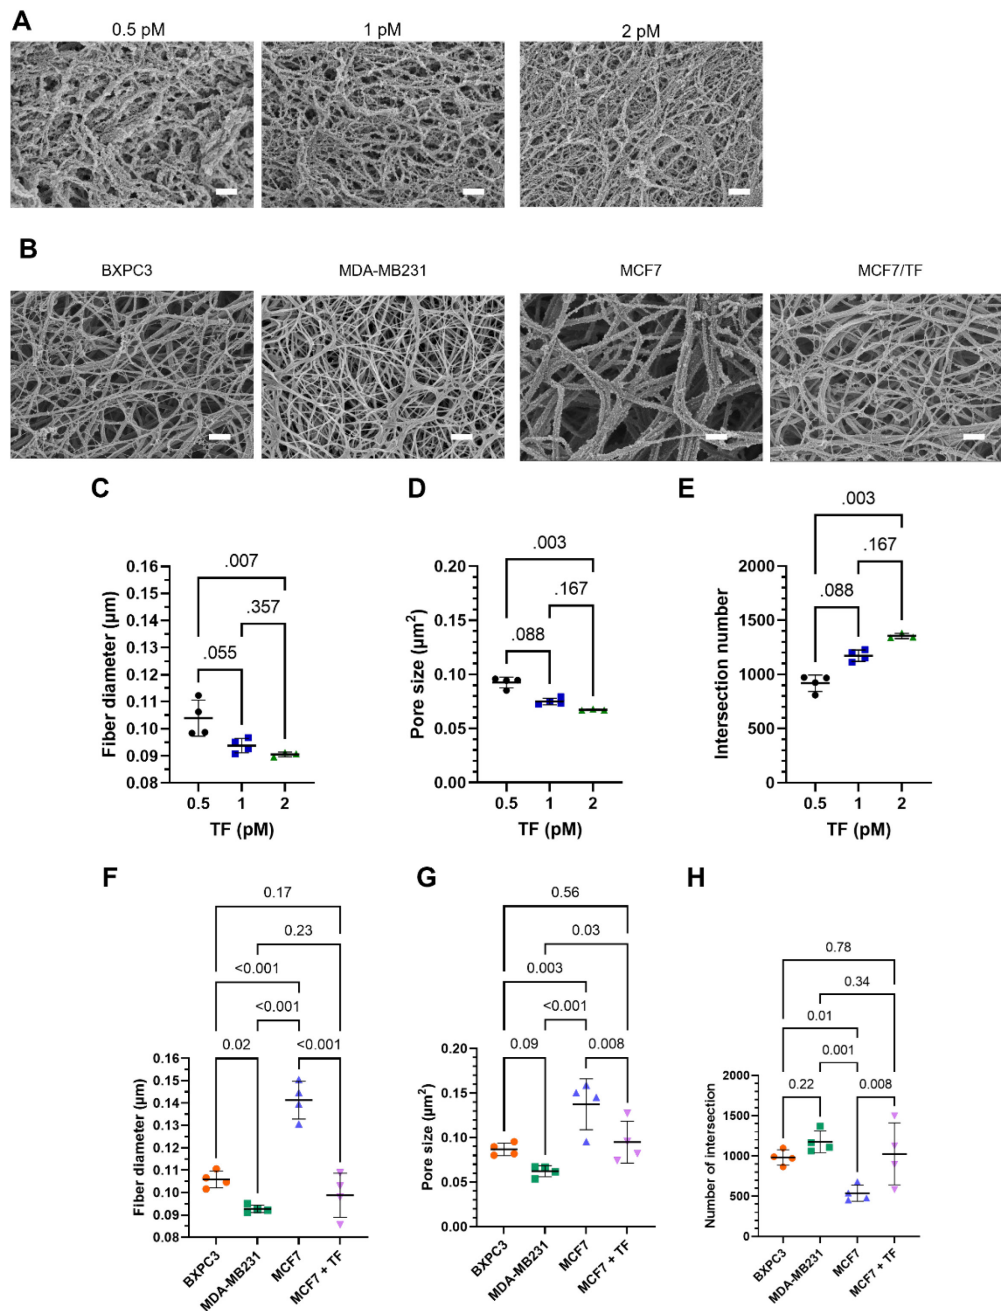 A
0.5 pM 1 pM 2 pM
B
BXPC3 MDA-MB231 MCF7 MCF7/TF
C
.007
.357
.055
Fiber diameter (µm)
0.16
0.15
0.14
0.13
0.12
0.11
0.10
0.09
0.08
0.5 1 2
TF (pM)
D
.003
.167
.088
Pore size (µm²)
0.20
0.15
0.10
0.05
0.00
0.5 1 2
TF (pM)
E
.003
.167
.088
Intersection number
2000
1500
1000
500
0
0.5 1 2
TF (pM)
F
0.17
0.23
<0.001
<0.001
0.02 <0.001
Fiber diameter (µm)
0.16
0.15
0.14
0.13
0.12
0.11
0.10
0.09
0.08
BXPC3
MDA-MB231
MCF7
MCF7 + TF
G
0.56
0.03
0.003
<0.001
0.09 0.008
Pore size (µm²)
0.20
0.15
0.10
0.05
0.00
BXPC3
MDA-MB231
MCF7
MCF7 + TF
H
0.78
0.34
0.01
0.001
0.22 0.008
Number of intersection
2000
1500
1000
500
0
BXPC3
MDA-MB231
MCF7
MCF7 + TF